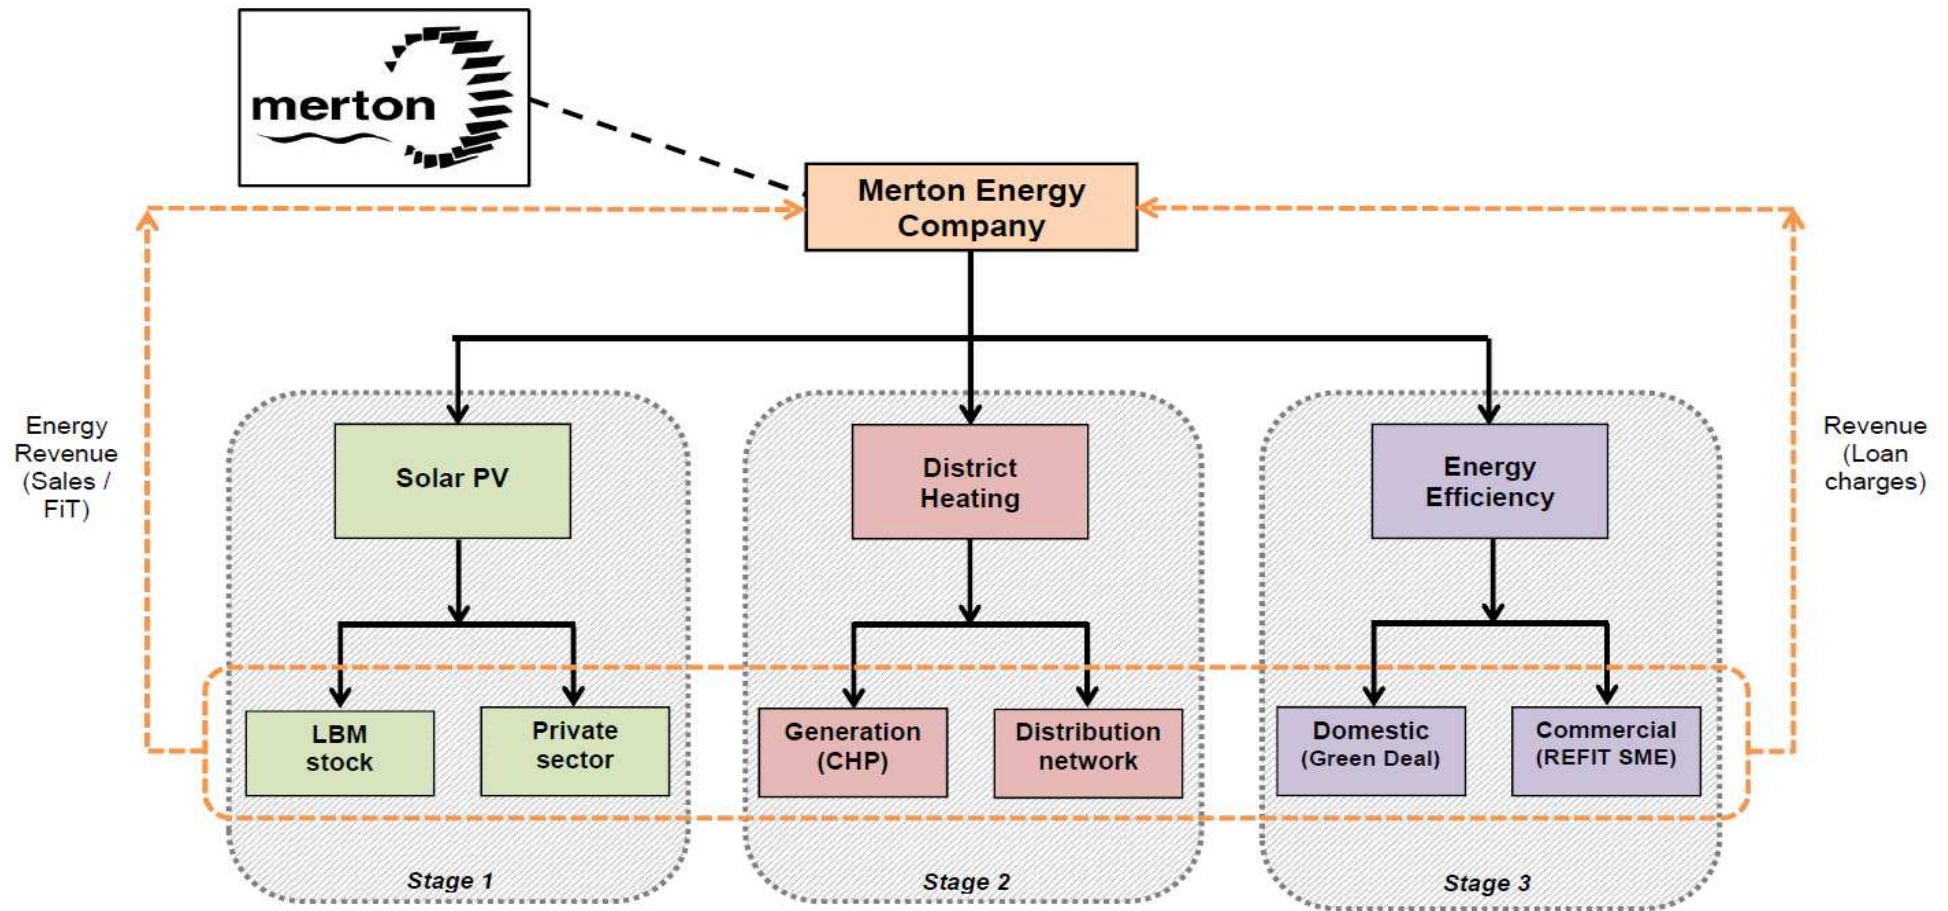 merton
Merton Energy
Company
Energy
Revenue
(Sales /
FiT)
Revenue
(Loan
charges)
Solar PV
District
Heating
Energy
Efficiency
LBM
stock
Private
sector
Generation
(CHP)
Distribution
network
Domestic
(Green Deal)
Commercial
(REFIT SME)
Stage 1
Stage 2
Stage 3